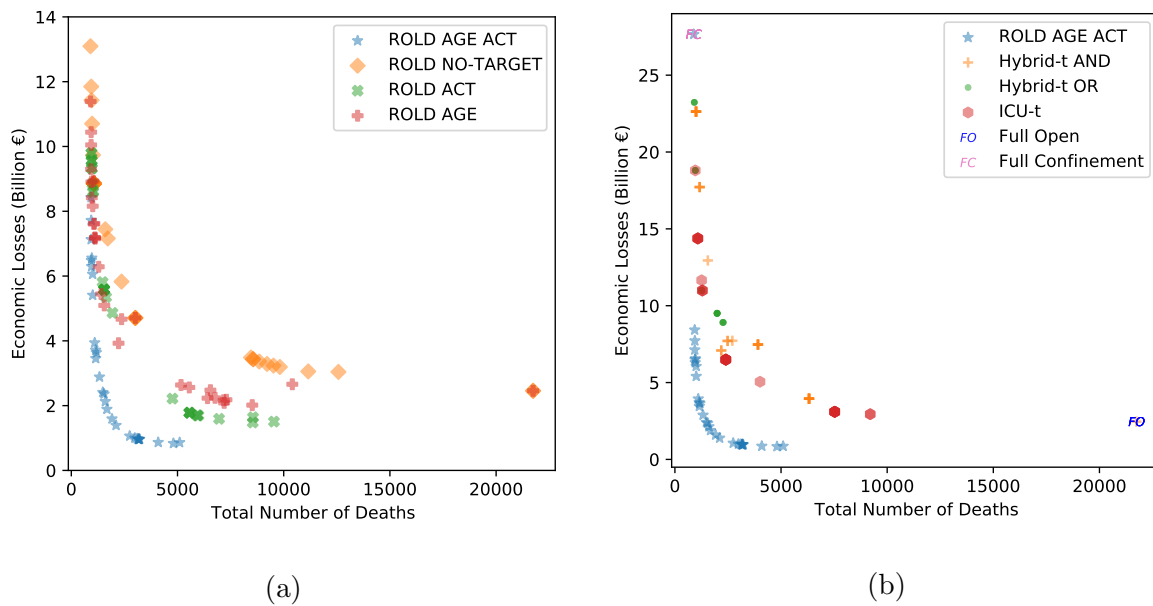 14
12
10
8
6
4
2
0
Economic Losses (Billion €)
0
5000
10000
15000
20000
Total Number of Deaths
ROLD AGE ACT
ROLD NO-TARGET
ROLD ACT
ROLD AGE
(a)
25
20
15
10
5
0
Economic Losses (Billion €)
0
5000
10000
15000
20000
Total Number of Deaths
FC
FO
ROLD AGE ACT
Hybrid-t AND
Hybrid-t OR
ICU-t
FO Full Open
FC Full Confinement
(b)